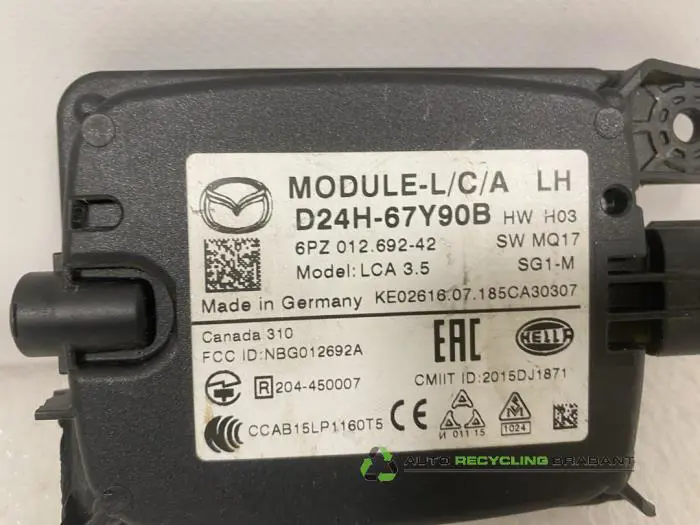 MODULE-L/C/A LH
D24H-67Y90B HW H03
6PZ 012.692-42 SW MQ17
Model: LCA 3.5 SG1-M
Made in Germany KE02616.07.185CA30307
Canada 310
FCC ID:NBG012692A
EAC
HELLA
R 204-450007
CMIIT ID:2015DJ1871
CCAB15LP1160T5 CE
И 011 15
1024
AUTO RECYCLING BRABANT